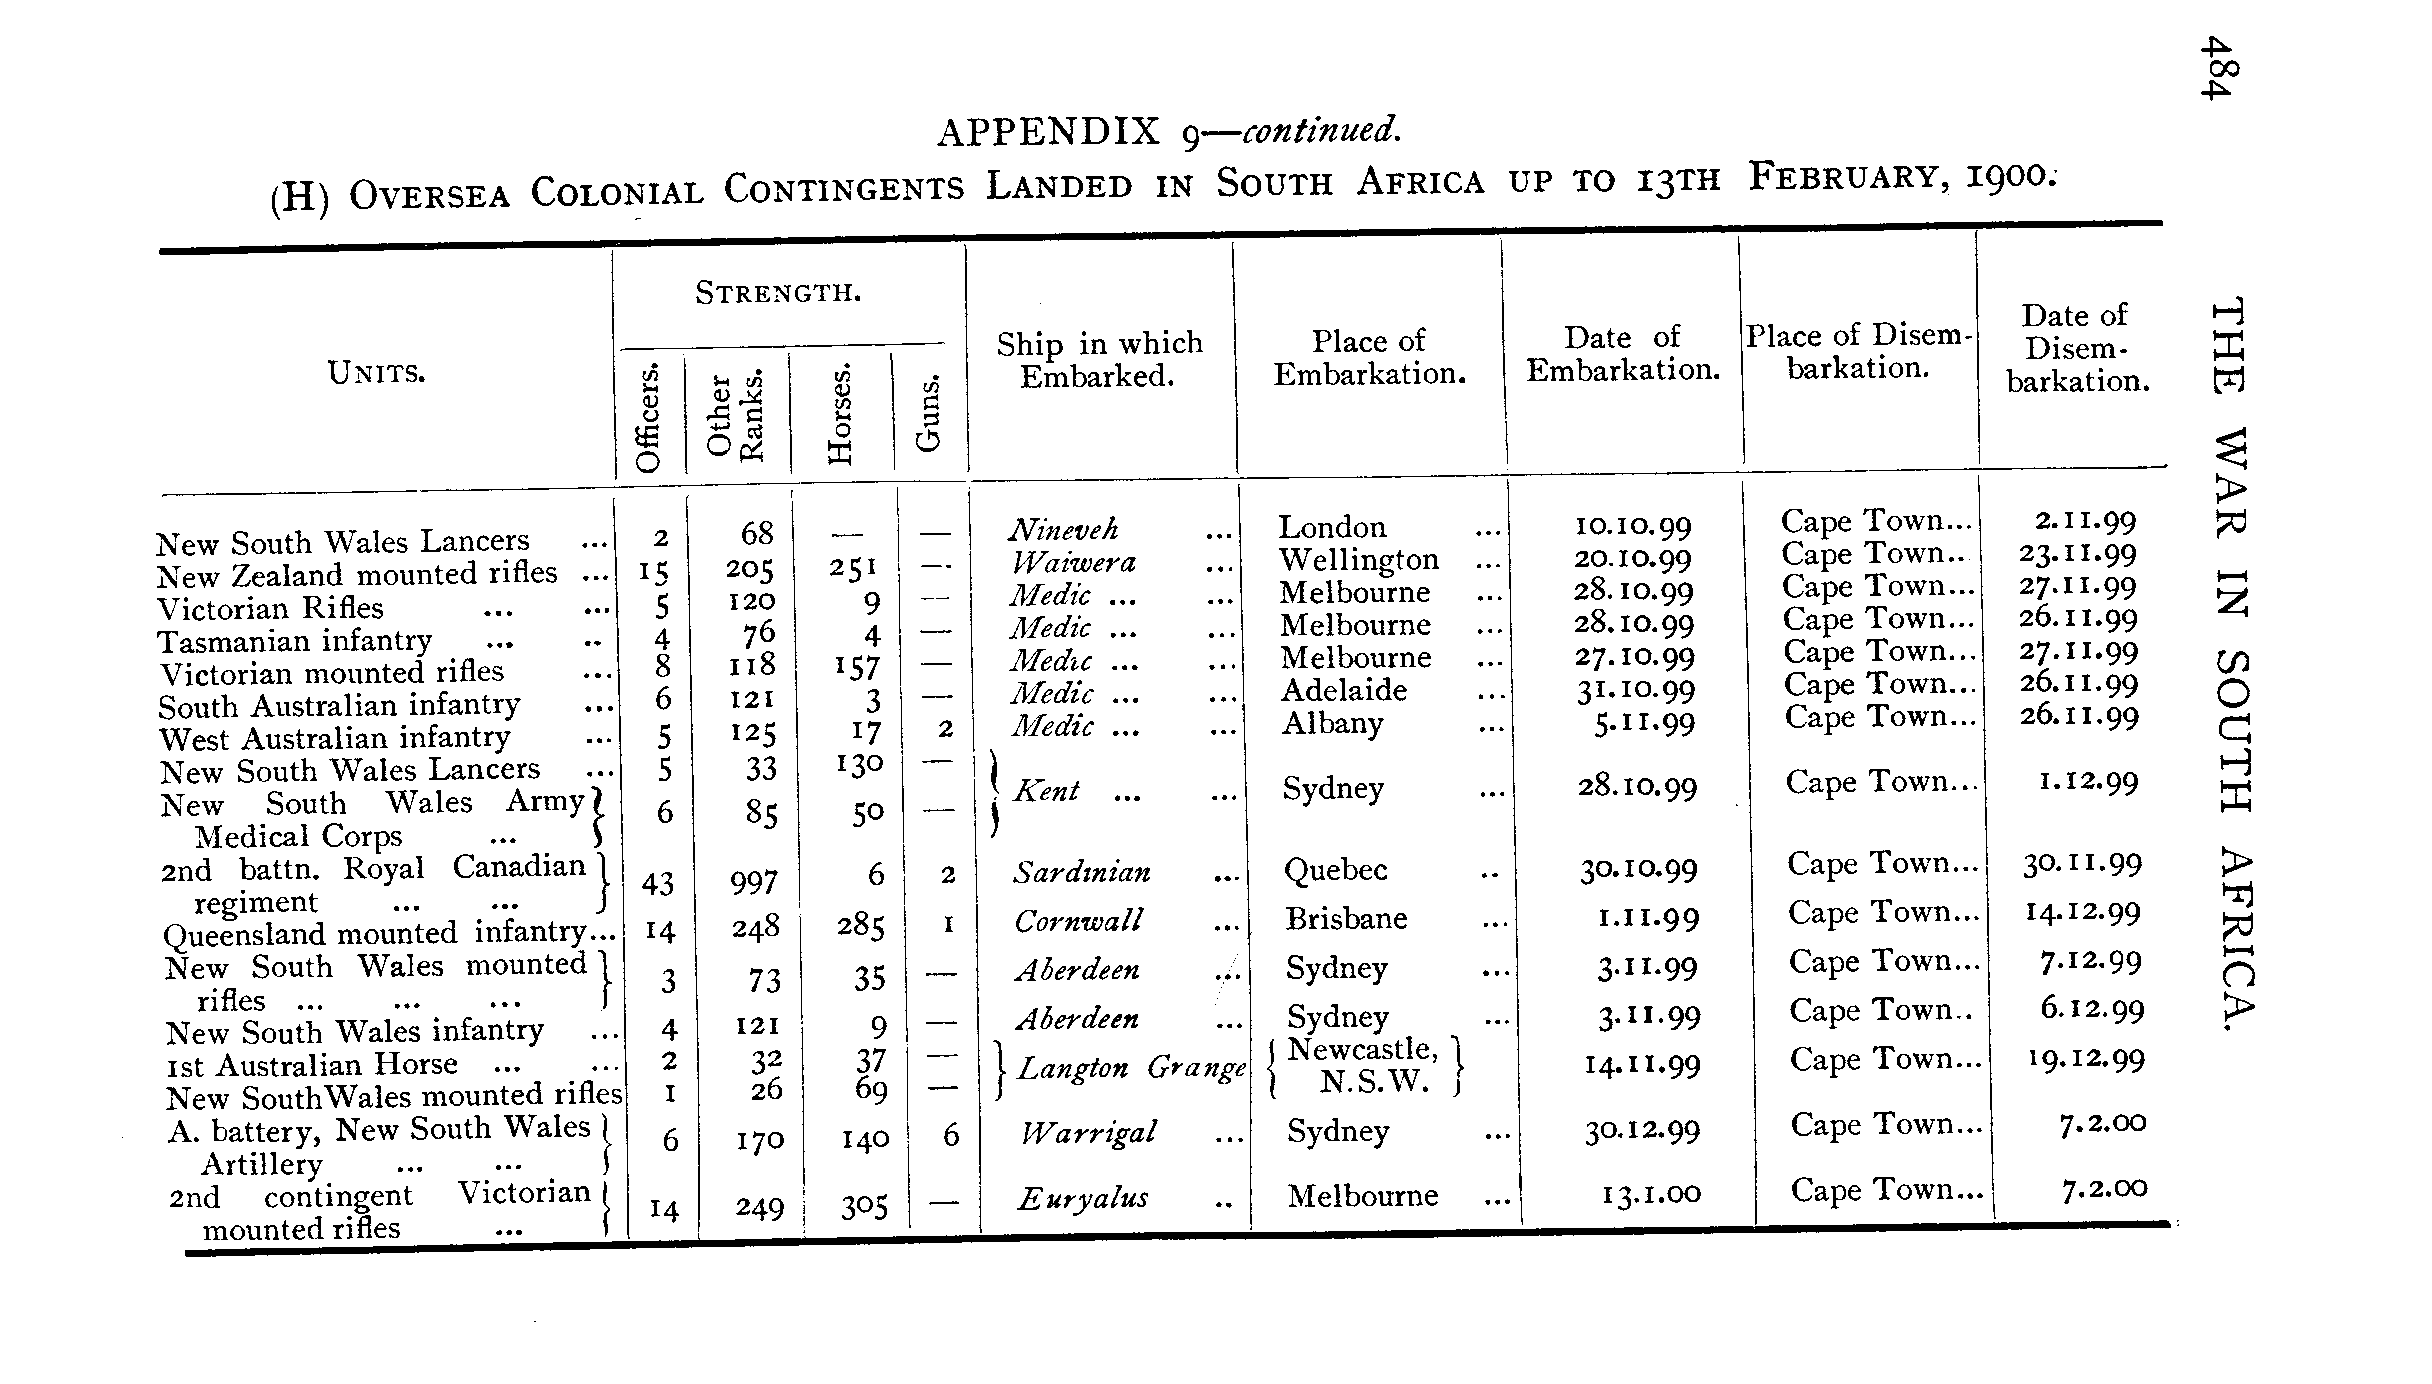 484
THE WAR IN SOUTH AFRICA.
APPENDIX 9—continued.
(H) OVERSEA COLONIAL CONTINGENTS LANDED IN SOUTH AFRICA UP TO 13TH FEBRUARY, 1900.
UNITS. STRENGTH. Ship in which Embarked. Place of Embarkation. Date of Embarkation. Place of Disem-barkation. Date of Disem-barkation.
Officers. Other Ranks. Horses. Guns.
New South Wales Lancers ... 2 68 — — Nineveh ... London ... 10.10.99 Cape Town... 2.11.99
New Zealand mounted rifles ... 15 205 251 — Waiwera ... Wellington ... 20.10.99 Cape Town.. 23.11.99
Victorian Rifles ... ... 5 120 9 — Medic ... ... Melbourne ... 28.10.99 Cape Town... 27.11.99
Tasmanian infantry ... .. 4 76 4 — Medic ... ... Melbourne ... 28.10.99 Cape Town... 26.11.99
Victorian mounted rifles ... 8 118 157 — Medic ... ... Melbourne ... 27.10.99 Cape Town... 27.11.99
South Australian infantry ... 6 121 3 — Medic ... ... Adelaide ... 31.10.99 Cape Town... 26.11.99
West Australian infantry ... 5 125 17 2 Medic ... ... Albany ... 5.11.99 Cape Town... 26.11.99
New South Wales Lancers ... 5 33 130 — } Kent ... ... Sydney ... 28.10.99 Cape Town... 1.12.99
New South Wales Army } 6 85 50 —
Medical Corps ...
2nd battn. Royal Canadian } 43 997 6 2 Sardinian ... Quebec .. 30.10.99 Cape Town... 30.11.99
regiment ... ...
Queensland mounted infantry... 14 248 285 1 Cornwall ... Brisbane ... 1.11.99 Cape Town... 14.12.99
New South Wales mounted } 3 73 35 — Aberdeen ... Sydney ... 3.11.99 Cape Town... 7.12.99
rifles ... ... ...
New South Wales infantry ... 4 121 9 — Aberdeen ... Sydney ... 3.11.99 Cape Town.. 6.12.99
1st Australian Horse ... ... 2 32 37 — } Langton Grange { Newcastle, N.S.W. } 14.11.99 Cape Town... 19.12.99
New South Wales mounted rifles 1 26 69 —
A. battery, New South Wales } 6 170 140 6 Warrigal ... Sydney ... 30.12.99 Cape Town... 7.2.00
Artillery ... ...
2nd contingent Victorian { 14 249 305 — Euryalus .. Melbourne ... 13.1.00 Cape Town... 7.2.00
mounted rifles ...